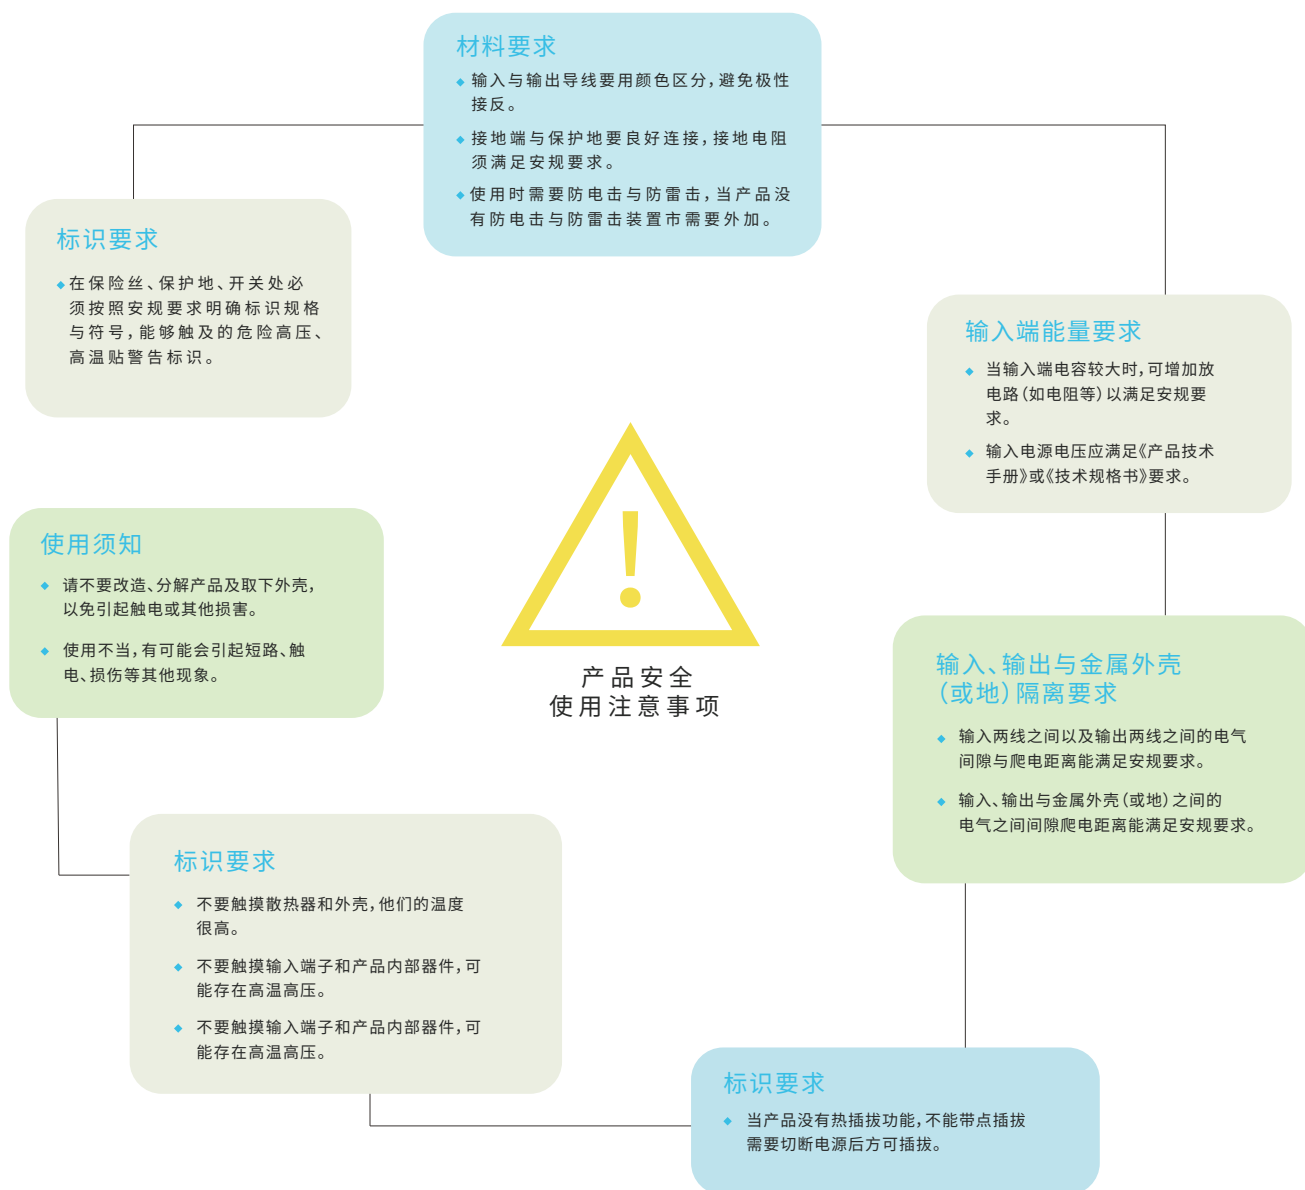 材料要求
◆ 输入与输出导线要用颜色区分，避免极性
接反。
◆ 接地端与保护地要良好连接，接地电阻
须满足安规要求。
◆ 使用时需要防电击与防雷击，当产品没
有防电击与防雷击装置市需要外加。
标识要求
◆ 在保险丝、保护地、开关处必
须按照安规要求明确标识规格
与符号，能够触及的危险高压、
高温贴警告标识。
输入端能量要求
◆ 当输入端电容较大时，可增加放
电路（如电阻等）以满足安规要
求。
◆ 输入电源电压应满足《产品技术
手册》或《技术规格书》要求。
使用须知
◆ 请不要改造、分解产品及取下外壳，
以免引起触电或其他损害。
◆ 使用不当，有可能会引起短路、触
电、损伤等其他现象。
!
产品安全
使用注意事项
输入、输出与金属外壳
（或地）隔离要求
◆ 输入两线之间以及输出两线之间的电气
间隙与爬电距离能满足安规要求。
◆ 输入、输出与金属外壳（或地）之间的
电气之间间隙爬电距离能满足安规要求。
标识要求
◆ 不要触摸散热器和外壳，他们的温度
很高。
◆ 不要触摸输入端子和产品内部器件，可
能存在高温高压。
◆ 不要触摸输入端子和产品内部器件，可
能存在高温高压。
标识要求
◆ 当产品没有热插拔功能，不能带点插拔
需要切断电源后方可插拔。